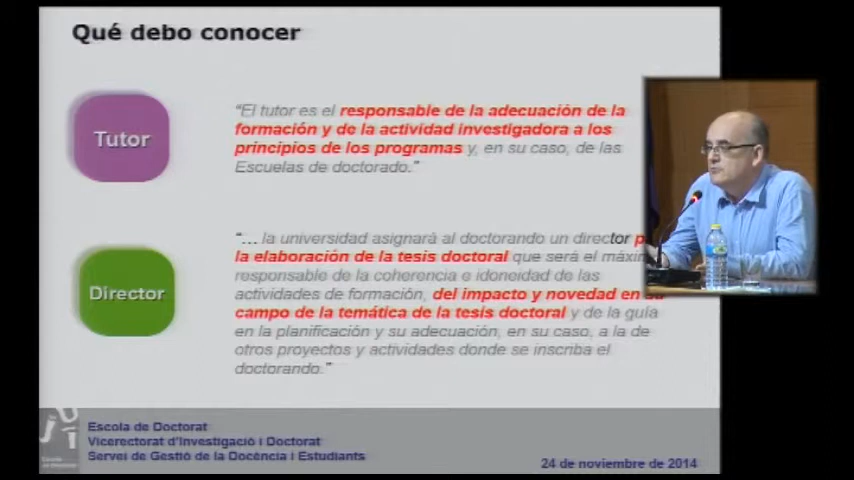 Qué debo conocer
Tutor
"El tutor es el responsable de la adecuación de la
formación y de la actividad investigadora a los
principios de los programas y, en su caso, de las
Escuelas de doctorado."
Director
"... la universidad asignará al doctorando un director
la elaboración de la tesis doctoral que será el máxim
responsable de la coherencia e idoneidad de las
actividades de formación, del impacto y novedad en su
campo de la temática de la tesis doctoral y de la guía
en la planificación y su adecuación, en su caso, a la de
otros proyectos y actividades donde se inscriba el
doctorando."
Escola de Doctorat
Vicerectorat d'Investigació i Doctorat
Servei de Gestió de la Docència i Estudiants
24 de noviembre de 2014